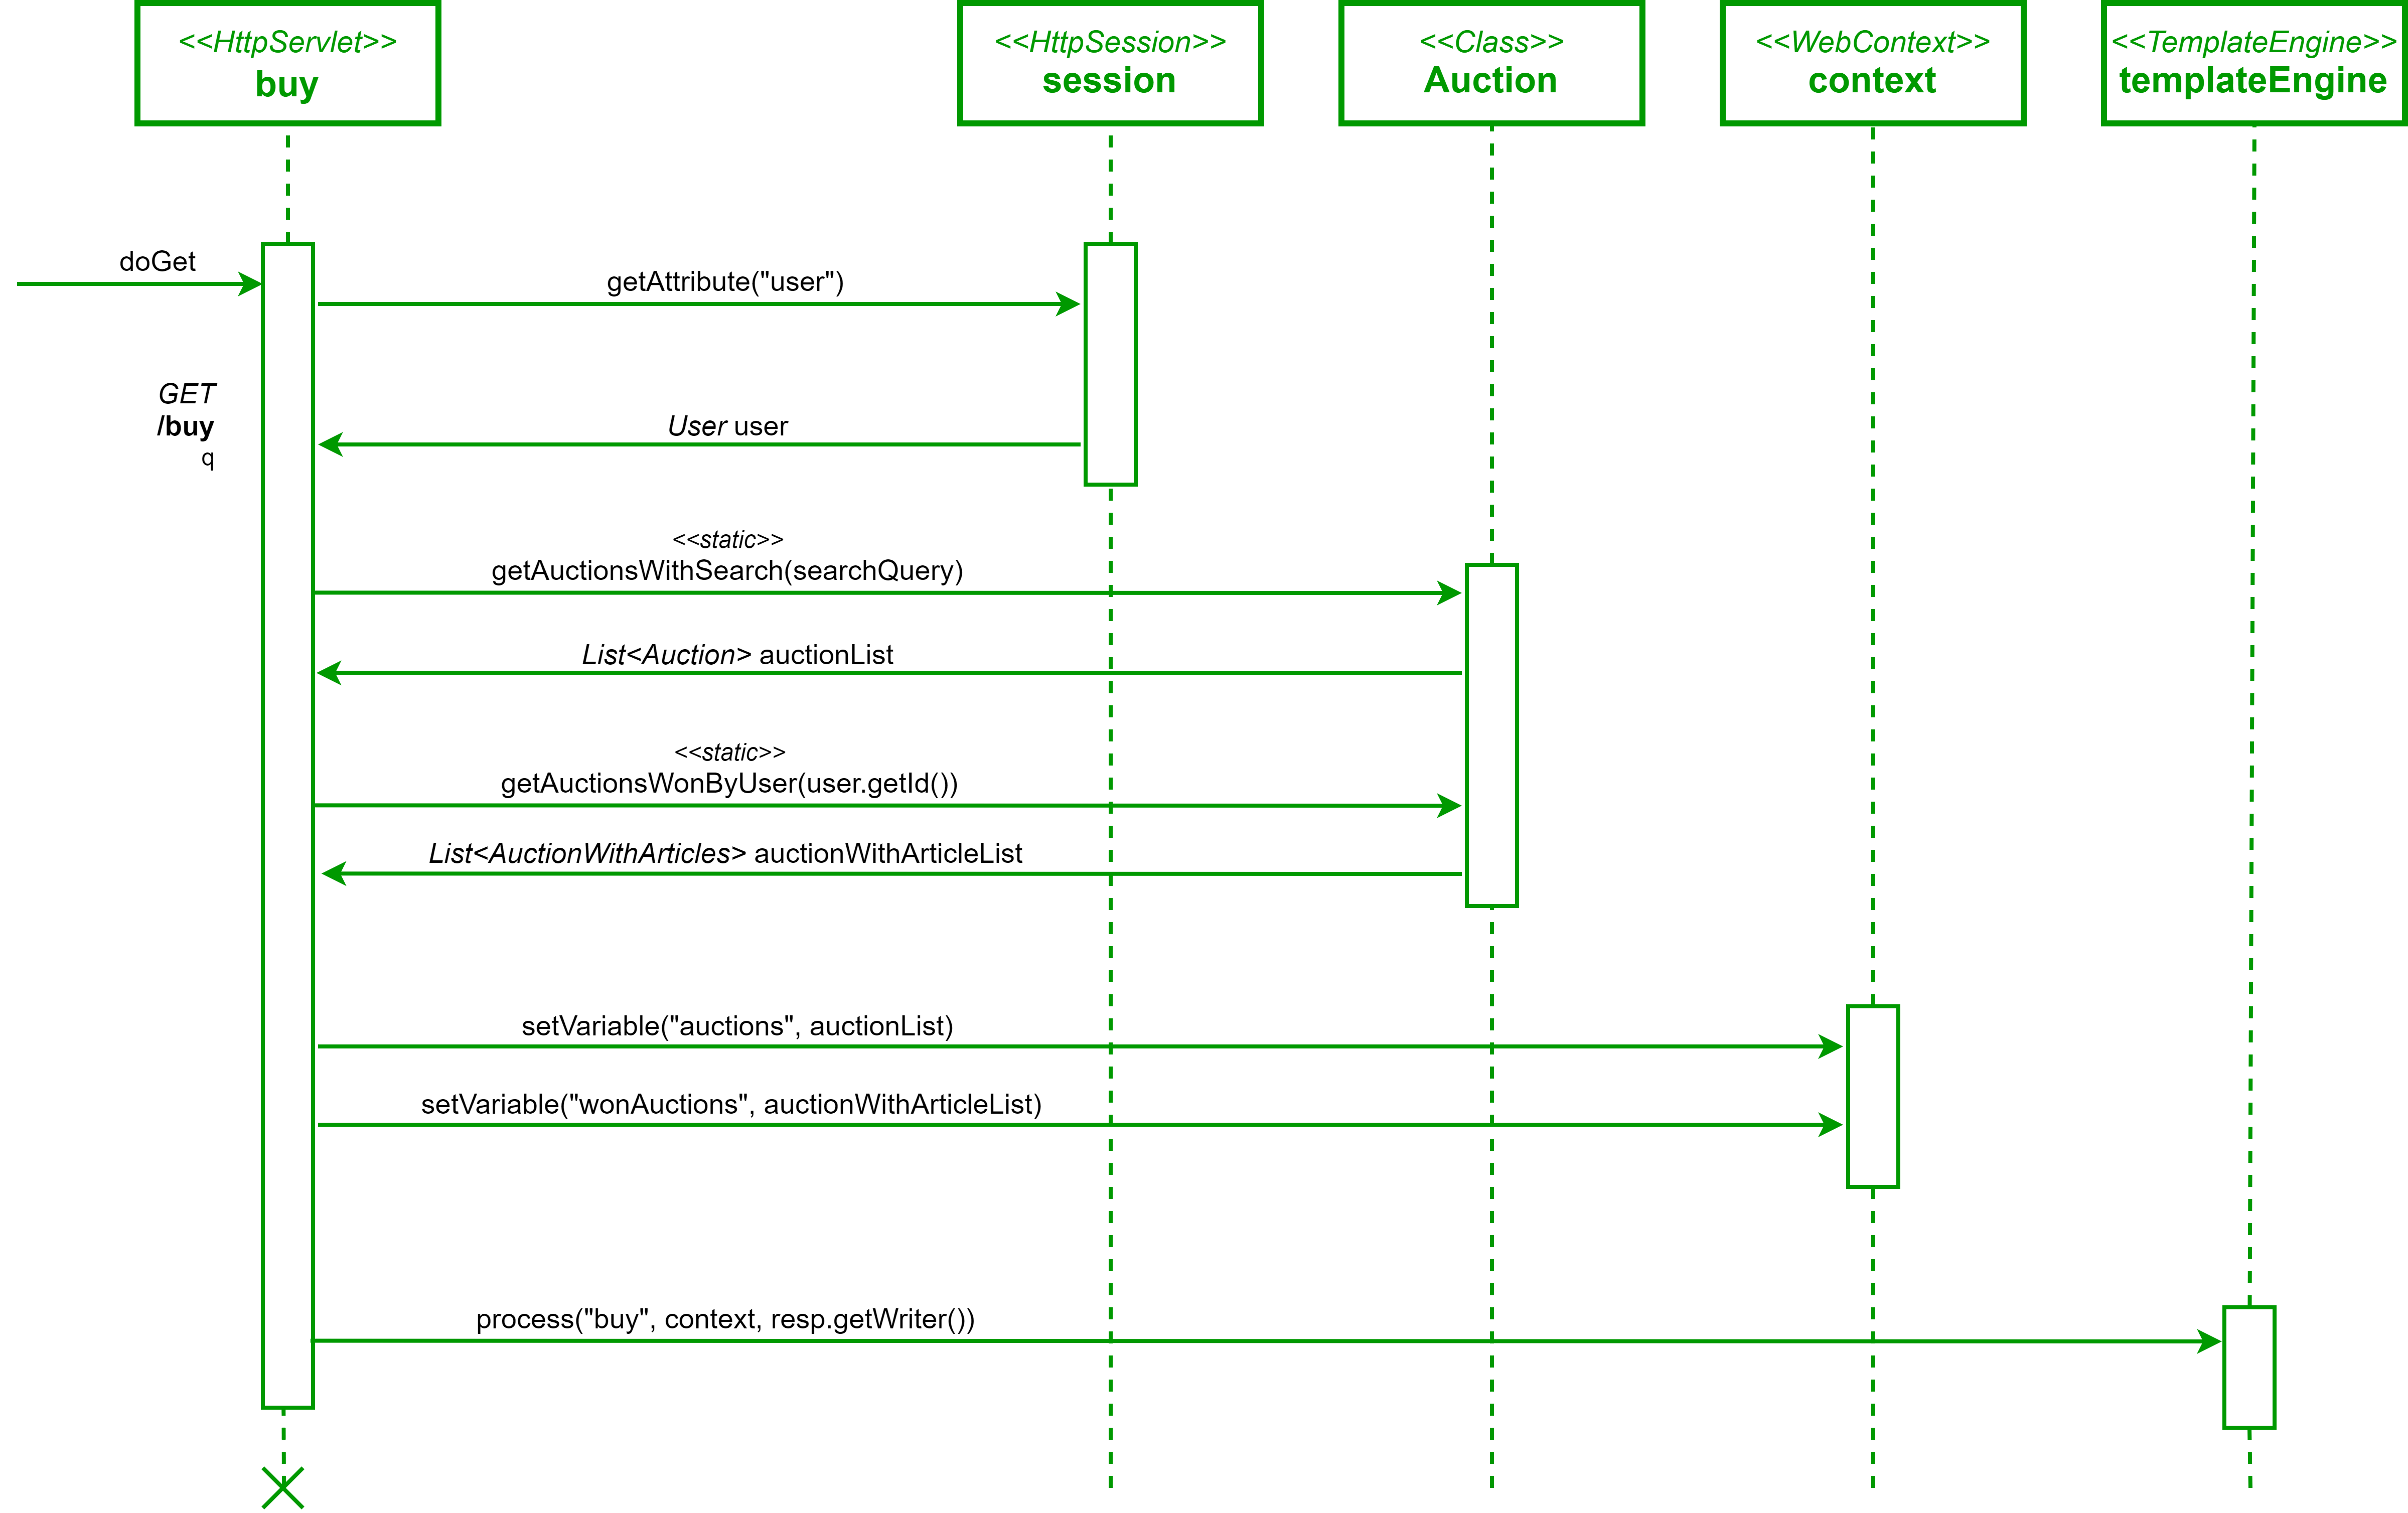 <<HttpServlet>>
buy
<<HttpSession>>
session
<<Class>>
Auction
<<WebContext>>
context
<<TemplateEngine>>
templateEngine
doGet
getAttribute("user")
GET
/buy
q
User user
<<static>>
getAuctionsWithSearch(searchQuery)
List<Auction> auctionList
<<static>>
getAuctionsWonByUser(user.getId())
List<AuctionWithArticles> auctionWithArticleList
setVariable("auctions", auctionList)
setVariable("wonAuctions", auctionWithArticleList)
process("buy", context, resp.getWriter())